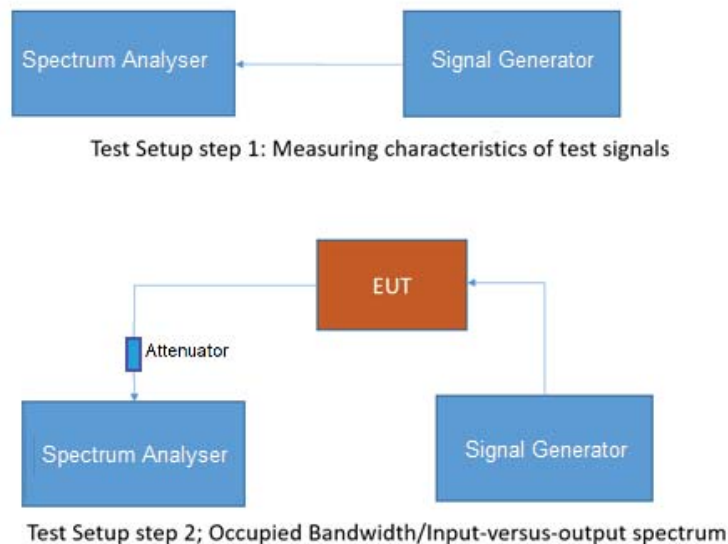 Spectrum Analyser
Signal Generator
Test Setup step 1: Measuring characteristics of test signals
EUT
Attenuator
Spectrum Analyser
Signal Generator
Test Setup step 2; Occupied Bandwidth/Input-versus-output spectrum